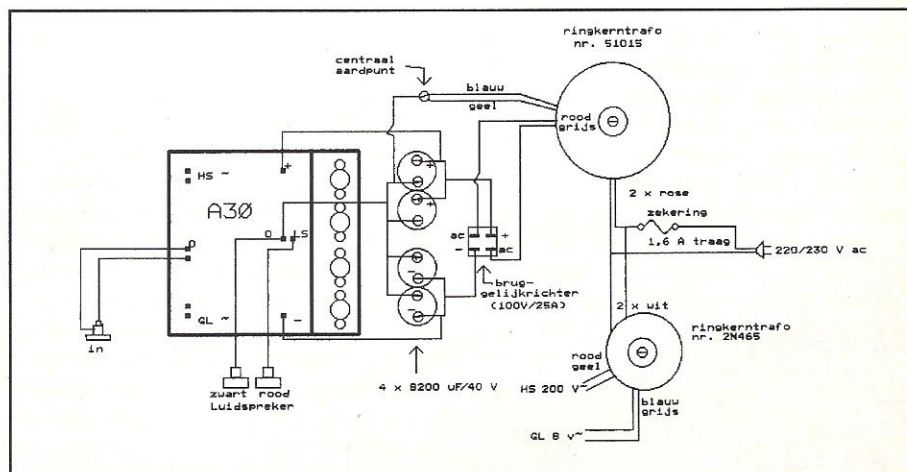 ringkerntrafo
nr. 51015
centraal
aardpunt
blauw
geel
rood
grijs
+
HS ~
A30
+
+
2 x rose
zekering
1,6 A traag
220/230 V ac
0
LS
0
ac
+
-
ac
-
-
brug-
gelijkrichter
(100V/25A)
GL ~
-
2 x wit
ringkerntrafo
nr. 2N465
in
rood
geel
HS 200 V~
zwart
rood
Luidspreker
4 x 8200 uF/40 V
blauw
grijs
GL 8 v~